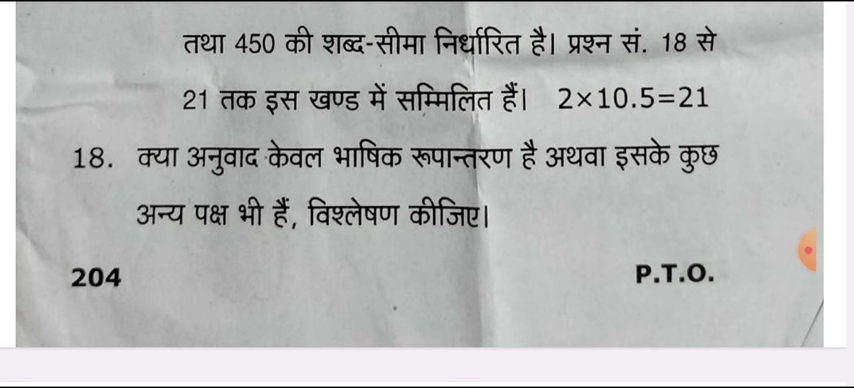 तथा 450 की शब्द-सीमा निर्धारित है। प्रश्न सं. 18 से
21 तक इस खण्ड में सम्मिलित हैं। 2×10.5=21
18. क्या अनुवाद केवल भाषिक रूपान्तरण है अथवा इसके कुछ
अन्य पक्ष भी हैं, विश्लेषण कीजिए।
204 P.T.O.